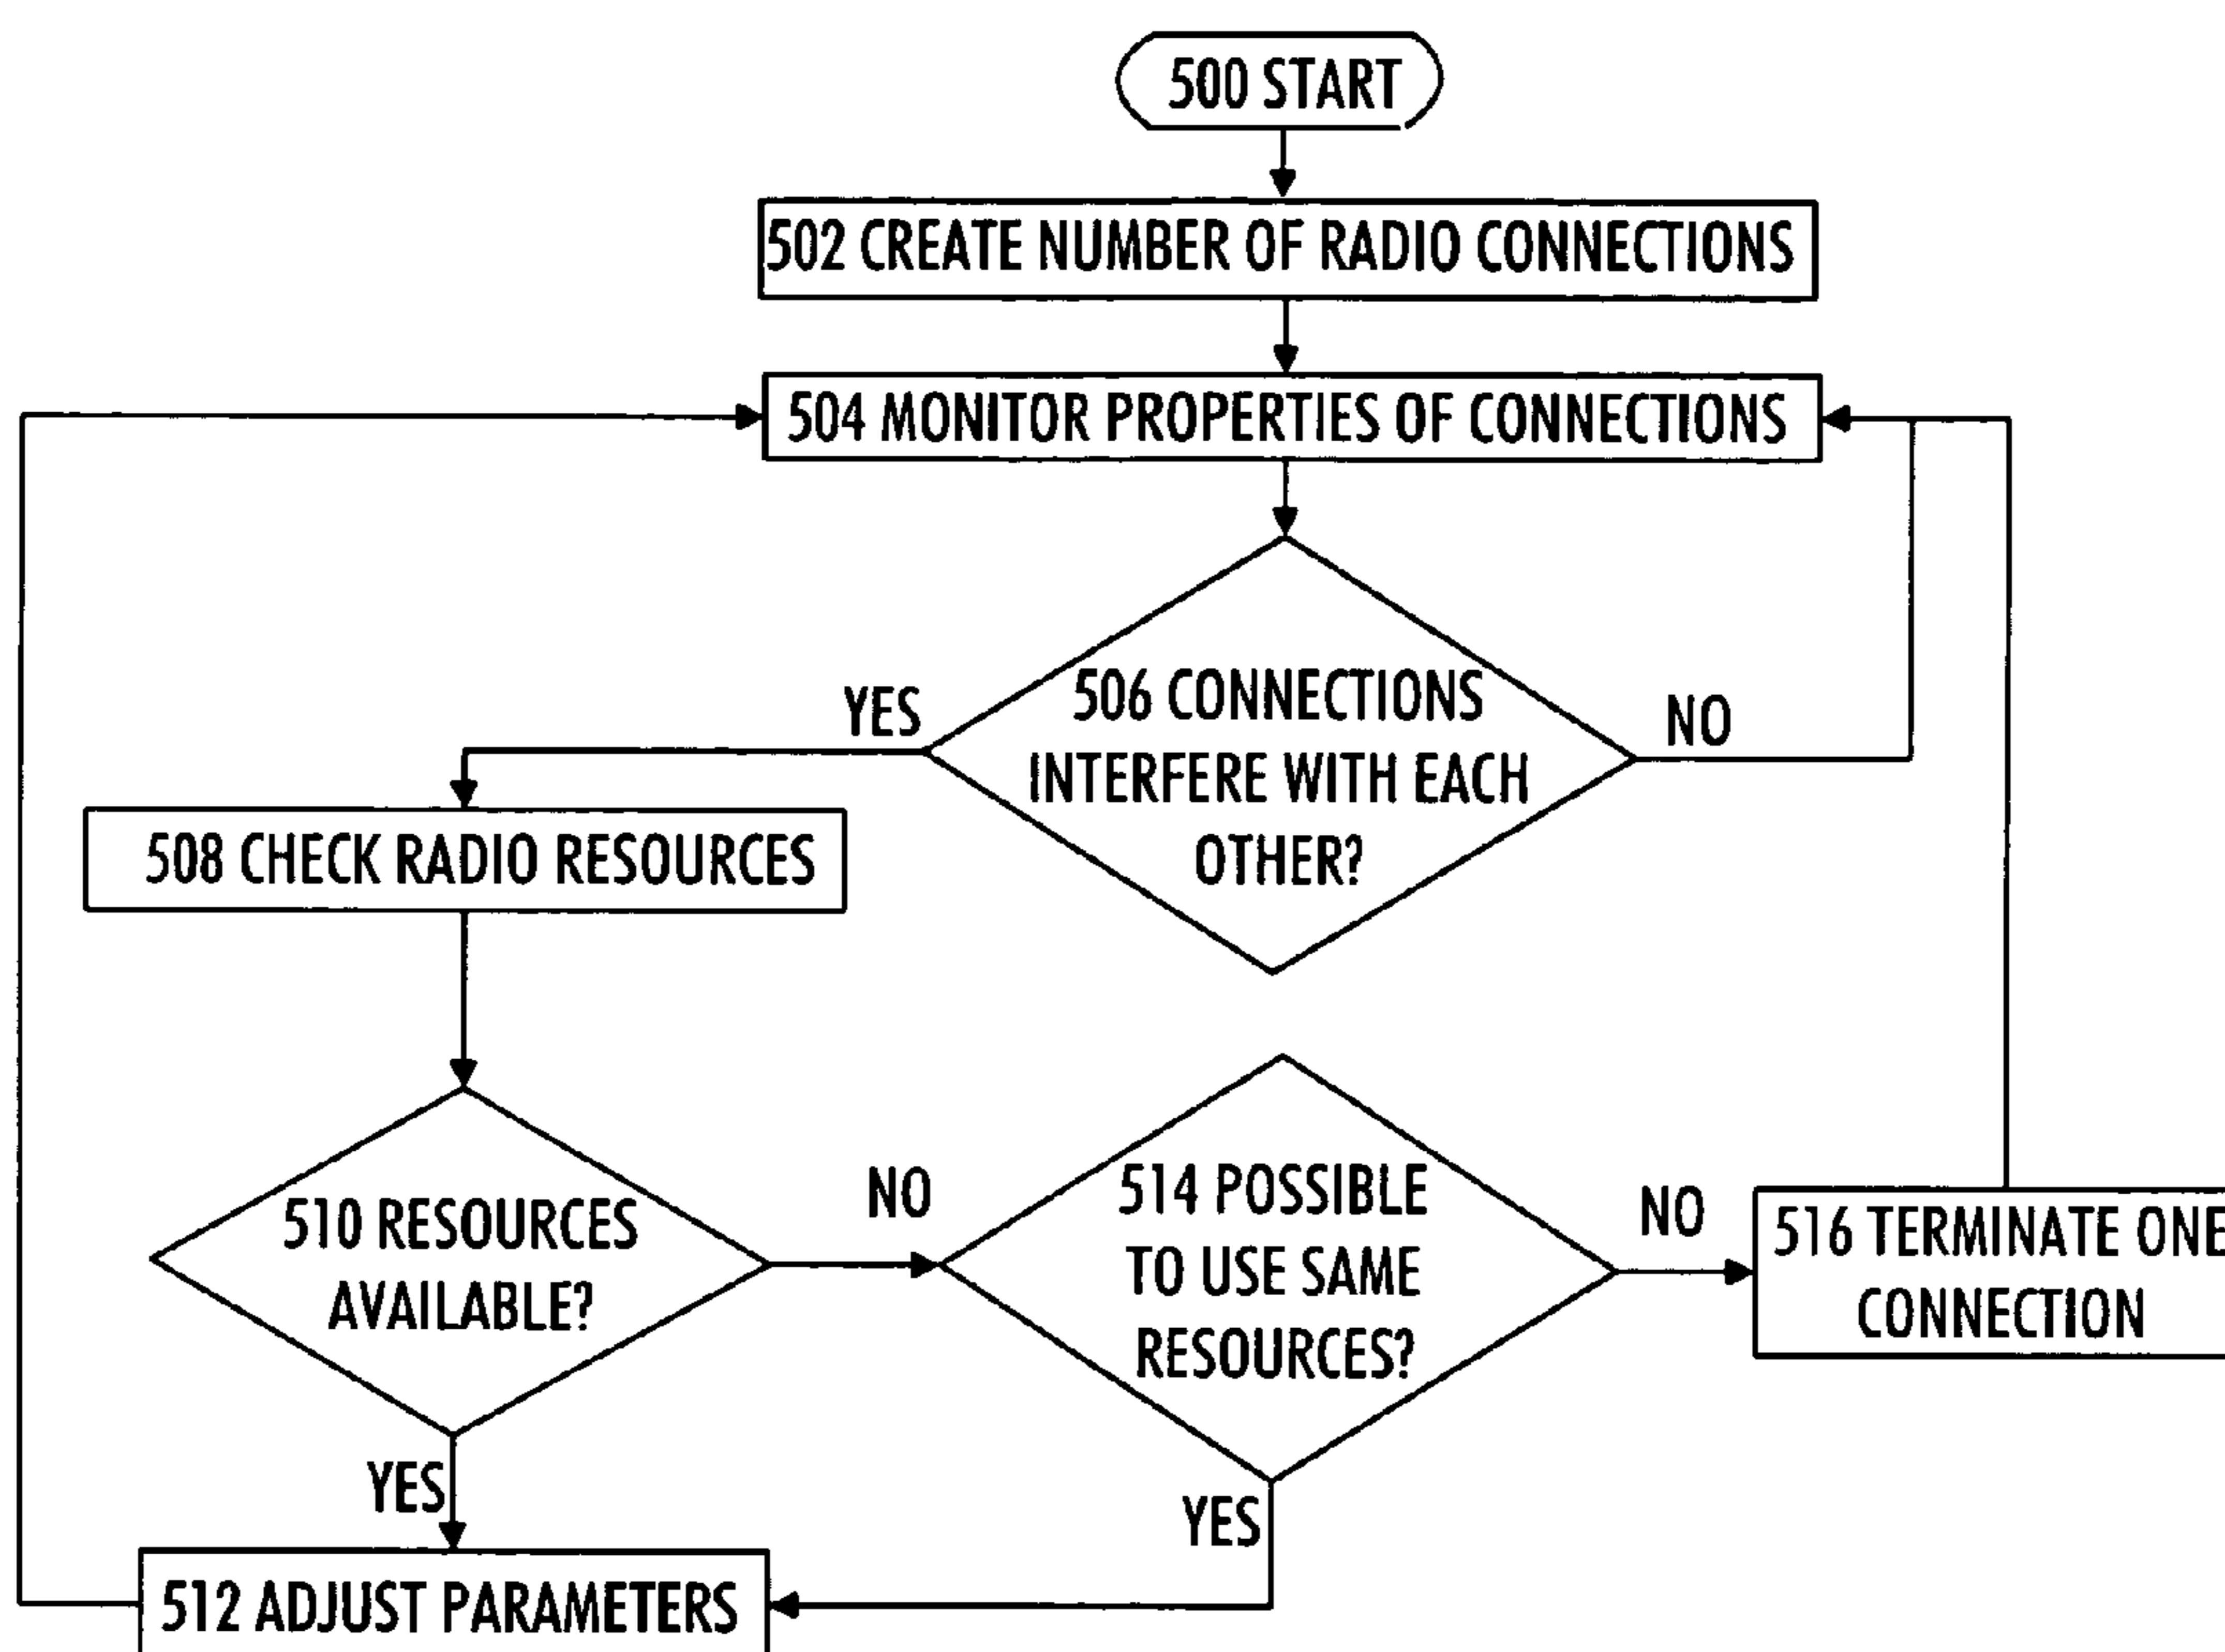 500 START
502 CREATE NUMBER OF RADIO CONNECTIONS
504 MONITOR PROPERTIES OF CONNECTIONS
506 CONNECTIONS
INTERFERE WITH EACH
OTHER?
YES
NO
508 CHECK RADIO RESOURCES
510 RESOURCES
AVAILABLE?
NO
514 POSSIBLE
TO USE SAME
RESOURCES?
NO
516 TERMINATE ONE
CONNECTION
YES
YES
512 ADJUST PARAMETERS